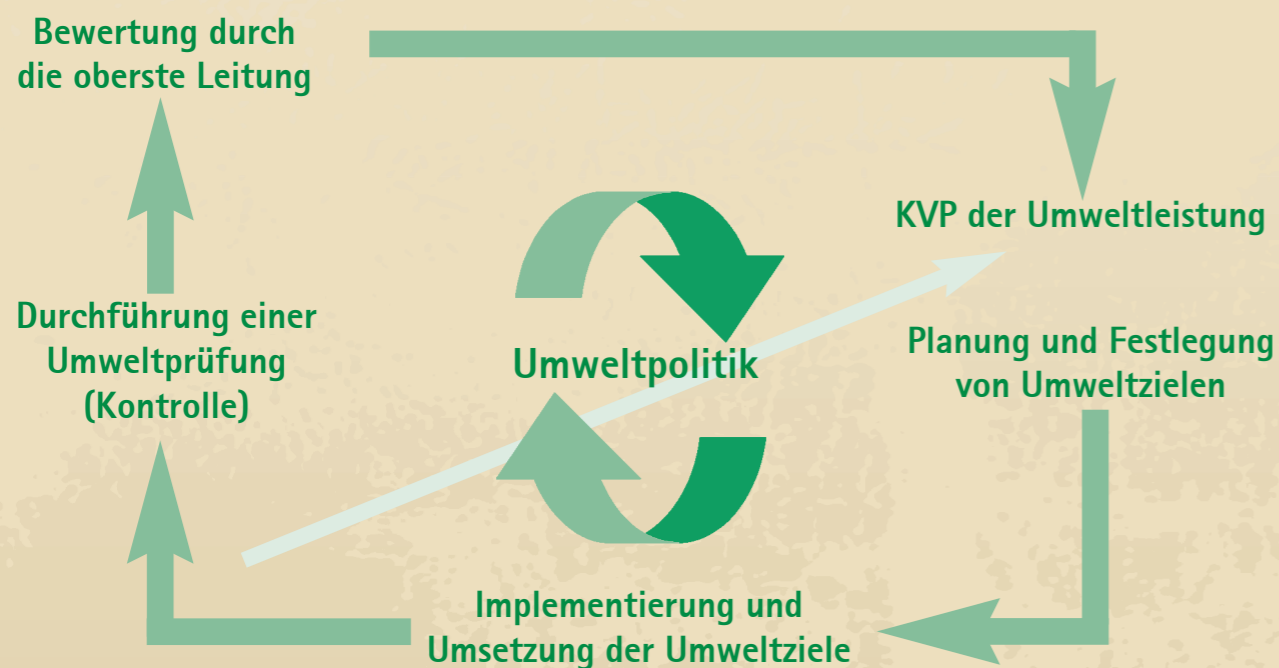 Bewertung durch
die oberste Leitung
KVP der Umweltleistung
Durchführung einer
Umweltprüfung
(Kontrolle)
Umweltpolitik
Planung und Festlegung
von Umweltzielen
Implementierung und
Umsetzung der Umweltziele